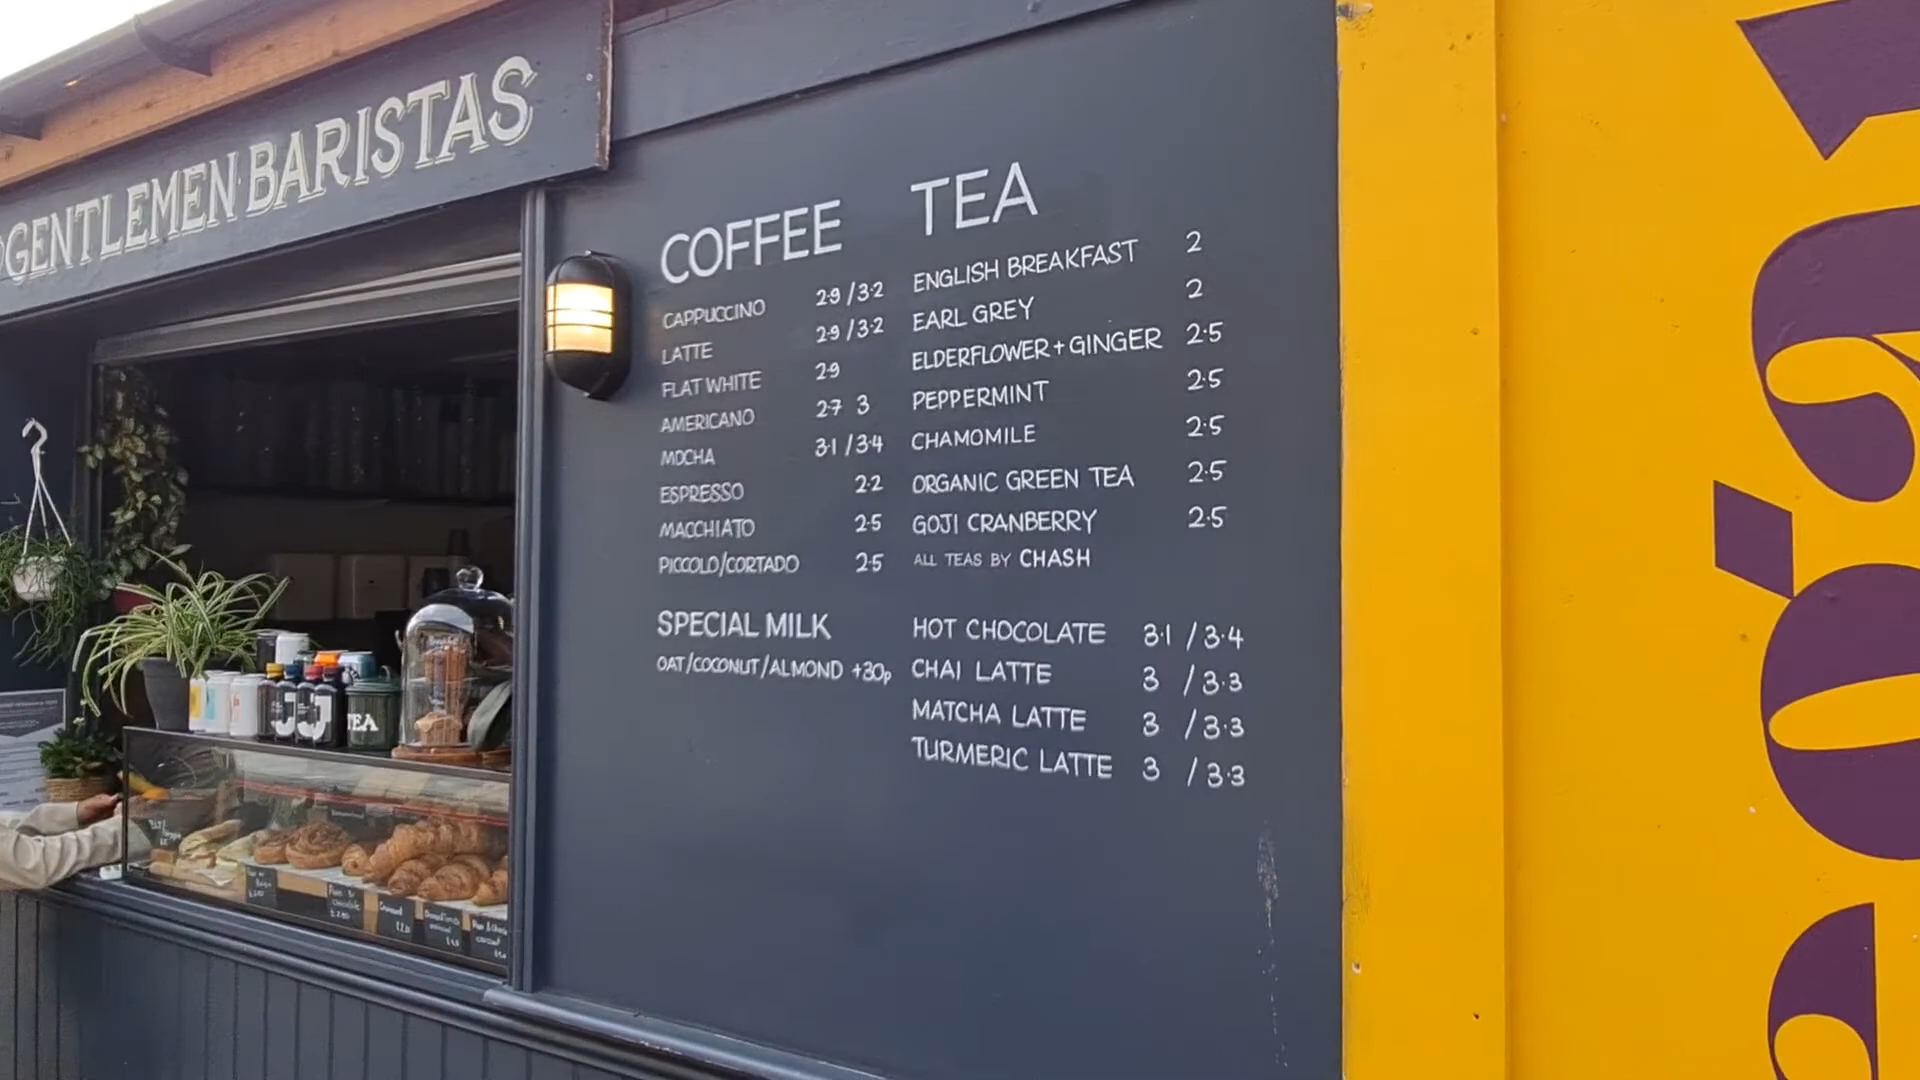 GENTLEMEN BARISTAS
COFFEE
CAPPUCCINO 2.9 / 3.2
LATTE 2.9 / 3.2
FLAT WHITE 2.9
AMERICANO 2.7 3
MOCHA 3.1 / 3.4
ESPRESSO 2.2
MACCHIATO 2.5
PICCOLO/CORTADO 2.5
SPECIAL MILK
OAT/COCONUT/ALMOND +30p
TEA
ENGLISH BREAKFAST 2
EARL GREY 2
ELDERFLOWER + GINGER 2.5
PEPPERMINT 2.5
CHAMOMILE 2.5
ORGANIC GREEN TEA 2.5
GOJI CRANBERRY 2.5
ALL TEAS BY CHASH
HOT CHOCOLATE 3.1 / 3.4
CHAI LATTE 3 / 3.3
MATCHA LATTE 3 / 3.3
TURMERIC LATTE 3 / 3.3
TEA